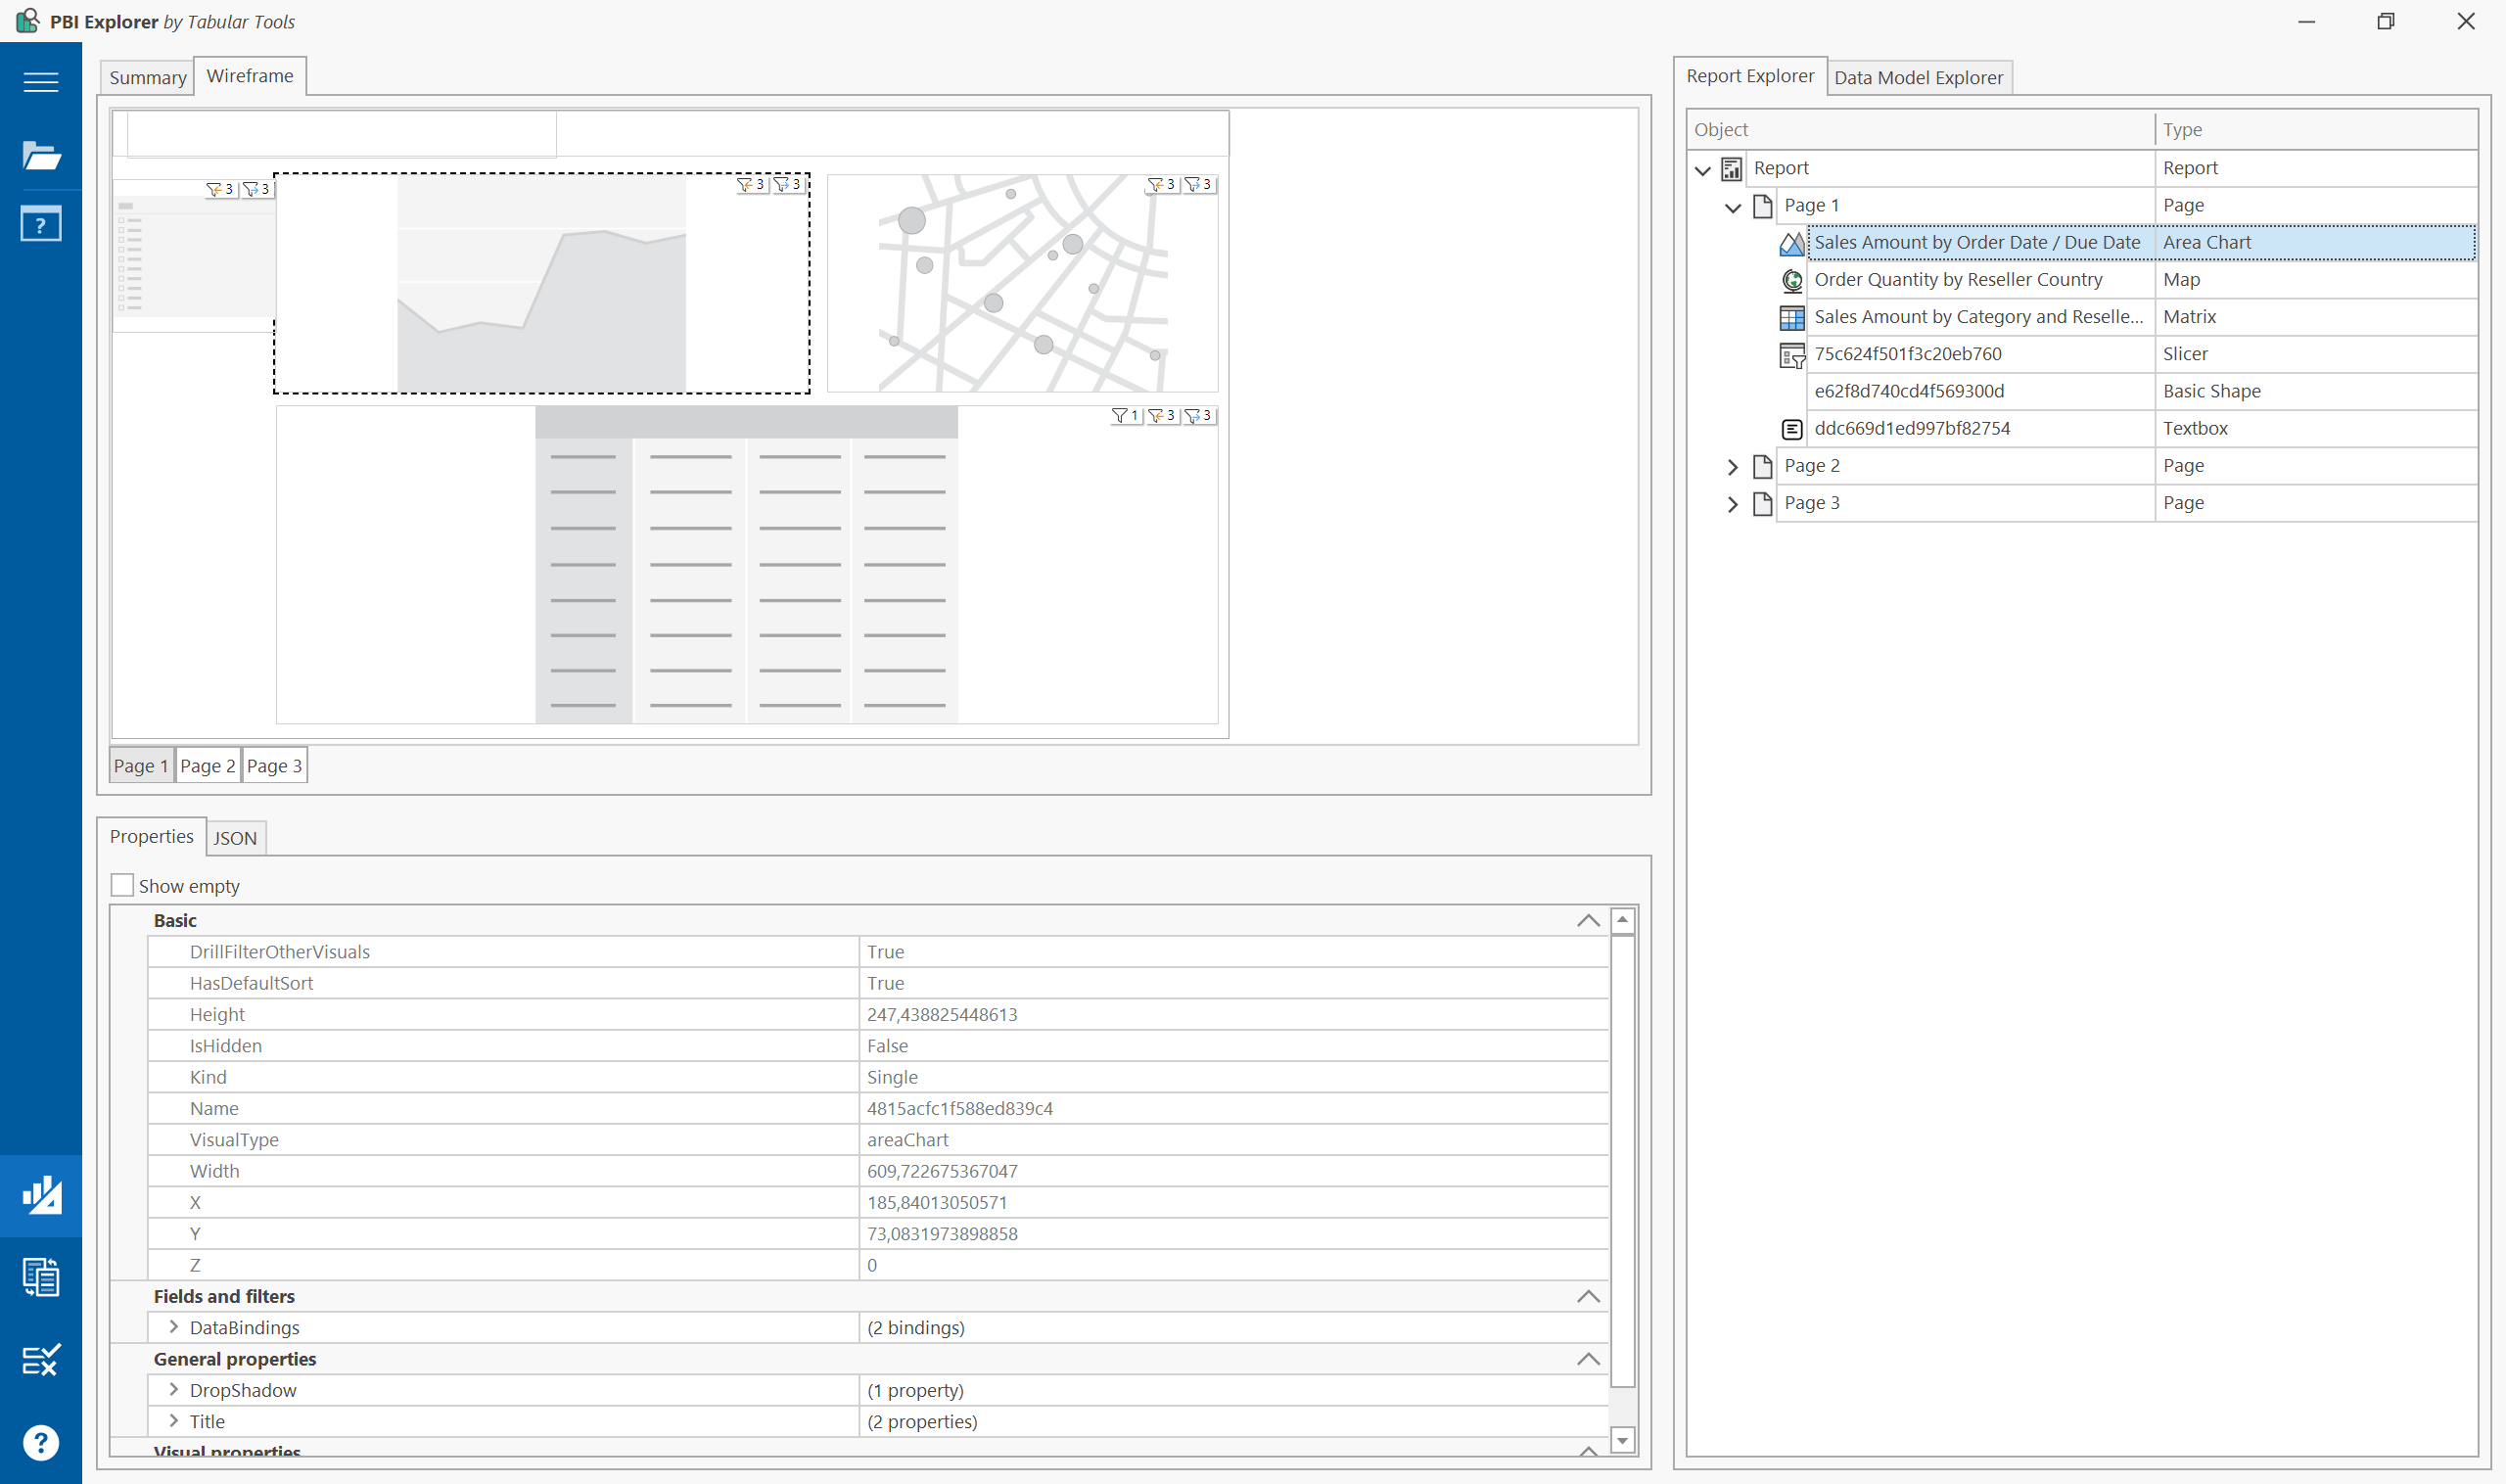 PBI Explorer by Tabular Tools
Summary
Wireframe
3 3
3 3
3 3
1 3 3
Page 1
Page 2
Page 3
Properties
JSON
Show empty
Basic
DrillFilterOtherVisuals True
HasDefaultSort True
Height 247,438825448613
IsHidden False
Kind Single
Name 4815acfc1f588ed839c4
VisualType areaChart
Width 609,722675367047
X 185,84013050571
Y 73,0831973898858
Z 0
Fields and filters
DataBindings (2 bindings)
General properties
DropShadow (1 property)
Title (2 properties)
Visual properties
Report Explorer
Data Model Explorer
Object Type
Report Report
Page 1 Page
Sales Amount by Order Date / Due Date Area Chart
Order Quantity by Reseller Country Map
Sales Amount by Category and Reselle... Matrix
75c624f501f3c20eb760 Slicer
e62f8d740cd4f569300d Basic Shape
ddc669d1ed997bf82754 Textbox
Page 2 Page
Page 3 Page